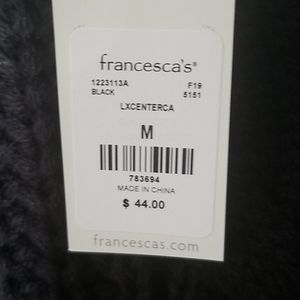 francesca's®
1223113A F19
BLACK 5151
LXCENTERCA
M
783694
MADE IN CHINA
$ 44.00
francescas.com